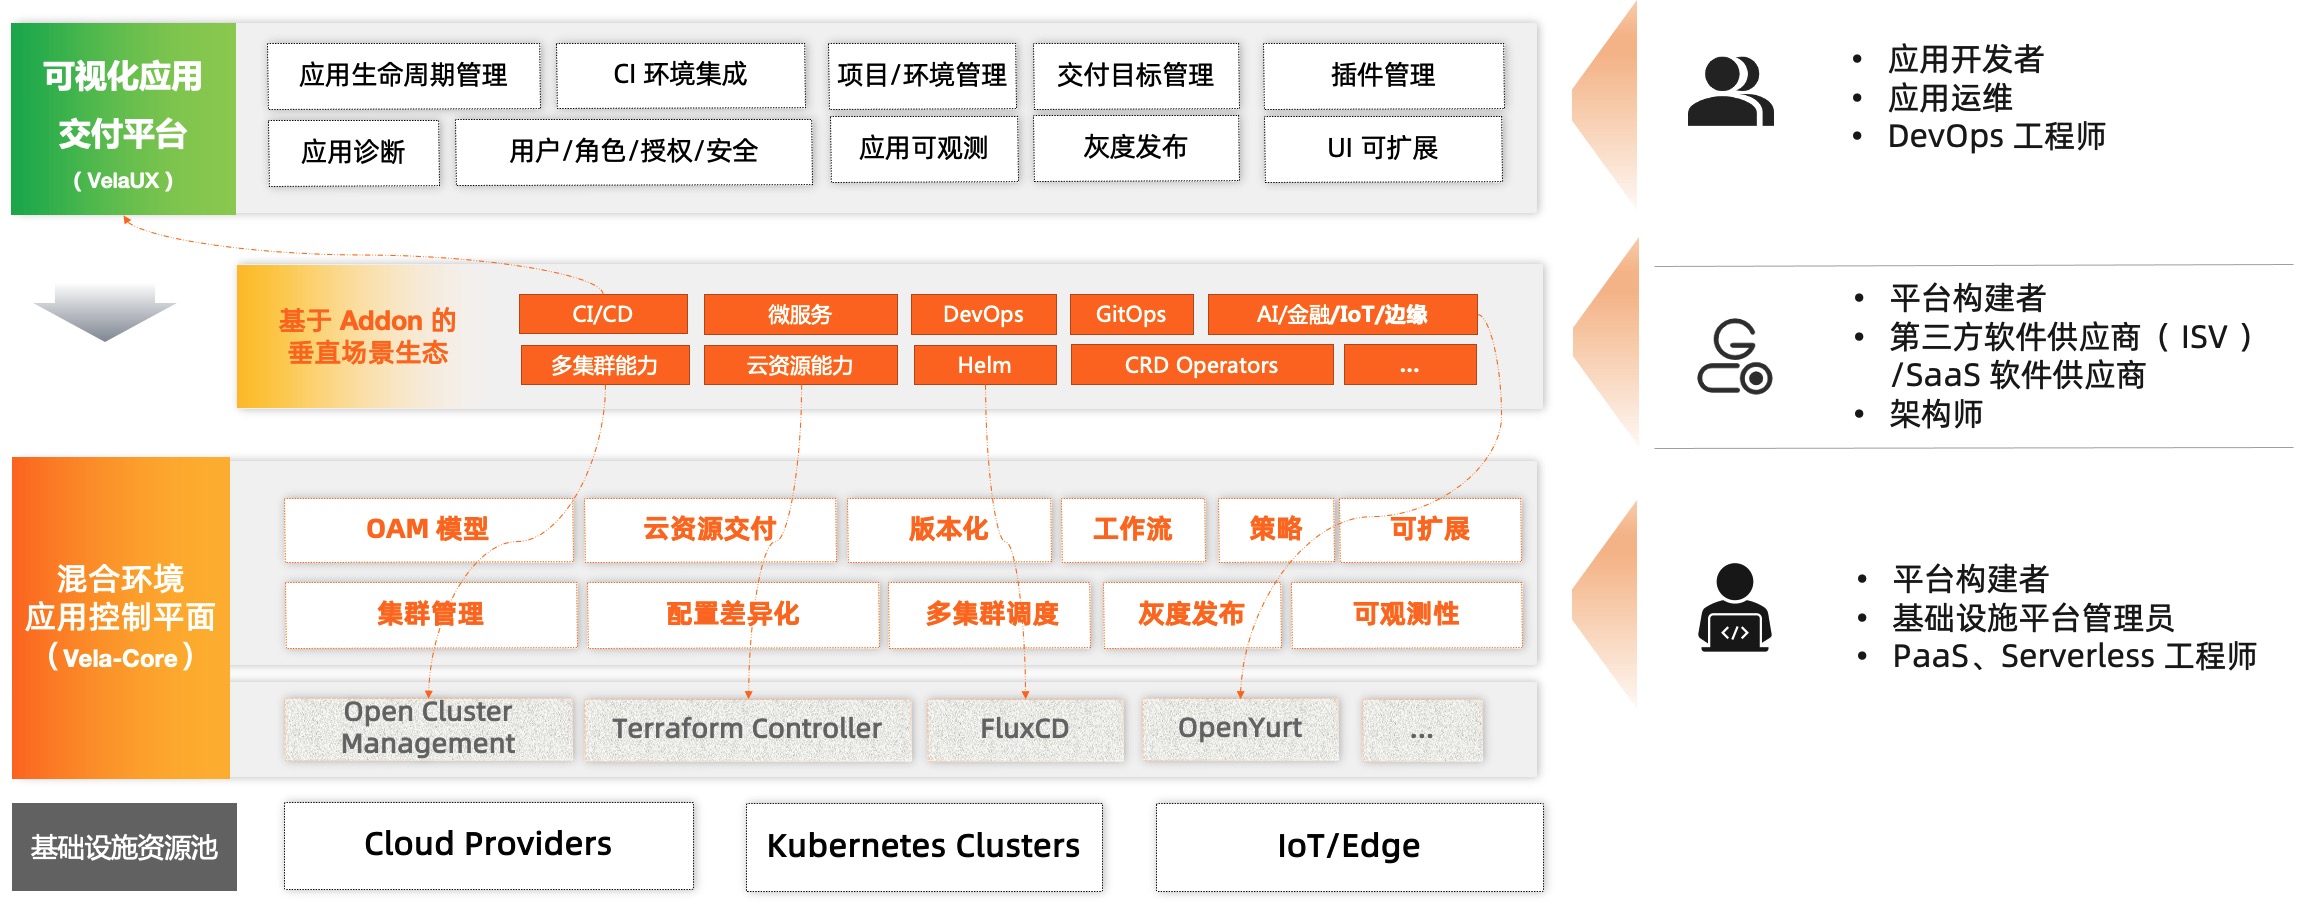 可视化应用
交付平台
（VelaUX）
应用生命周期管理
CI 环境集成
项目/环境管理
交付目标管理
插件管理
应用诊断
用户/角色/授权/安全
应用可观测
灰度发布
UI 可扩展
• 应用开发者
• 应用运维
• DevOps 工程师
基于 Addon 的
垂直场景生态
CI/CD
微服务
DevOps
GitOps
AI/金融/IoT/边缘
多集群能力
云资源能力
Helm
CRD Operators
...
• 平台构建者
• 第三方软件供应商（ISV）
/SaaS 软件供应商
• 架构师
混合环境
应用控制平面
（Vela-Core）
OAM 模型
云资源交付
版本化
工作流
策略
可扩展
集群管理
配置差异化
多集群调度
灰度发布
可观测性
Open Cluster
Management
Terraform Controller
FluxCD
OpenYurt
...
• 平台构建者
• 基础设施平台管理员
• PaaS、Serverless 工程师
</>
基础设施资源池
Cloud Providers
Kubernetes Clusters
IoT/Edge